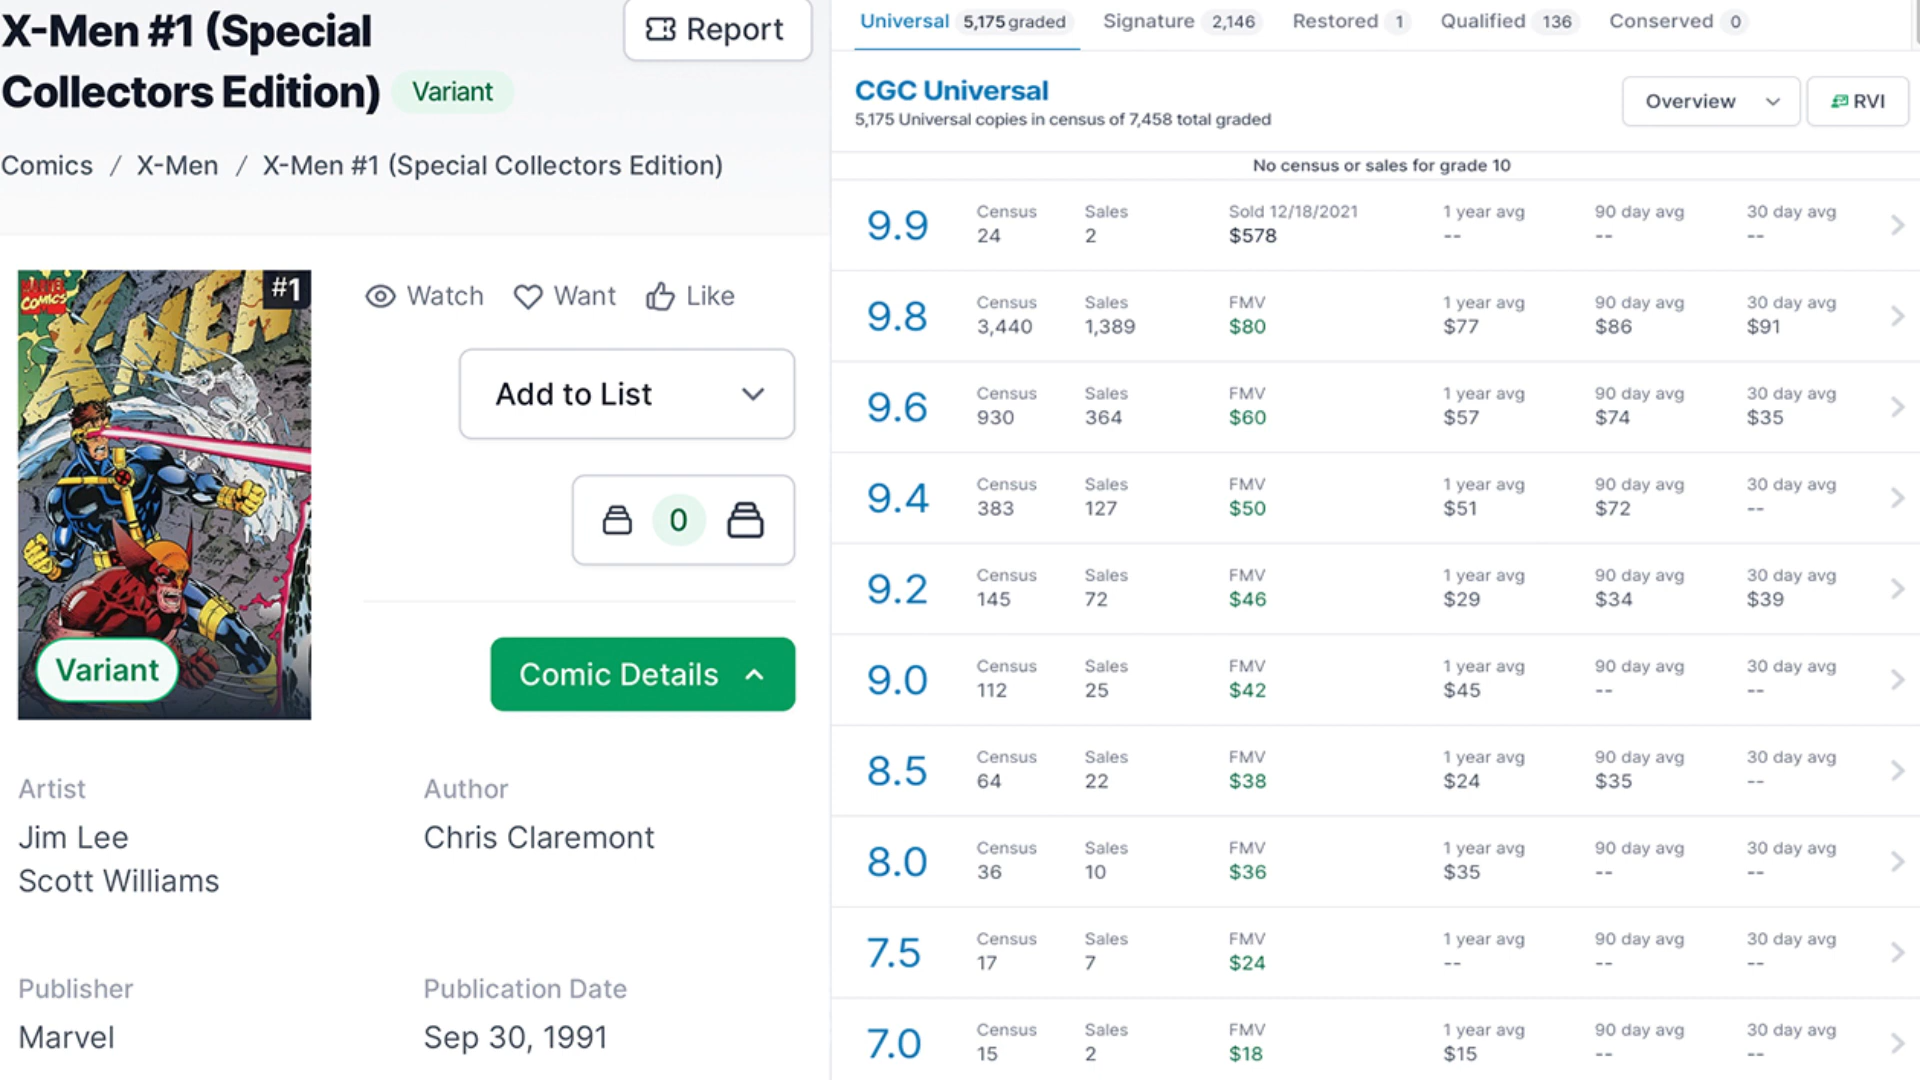 X-Men #1 (Special
Collectors Edition) Variant
Report
Comics / X-Men / X-Men #1 (Special Collectors Edition)
MARVEL
COMICS
X-MEN
#1
Variant
Watch Want Like
Add to List
0
Comic Details
Artist
Jim Lee
Scott Williams
Author
Chris Claremont
Publisher
Marvel
Publication Date
Sep 30, 1991
Universal 5,175 graded Signature 2,146 Restored 1 Qualified 136 Conserved 0
CGC Universal
5,175 Universal copies in census of 7,458 total graded
Overview RVI
No census or sales for grade 10
9.9 Census Sales Sold 12/18/2021 1 year avg 90 day avg 30 day avg
24 2 $578 -- -- --
9.8 Census Sales FMV 1 year avg 90 day avg 30 day avg
3,440 1,389 $80 $77 $86 $91
9.6 Census Sales FMV 1 year avg 90 day avg 30 day avg
930 364 $60 $57 $74 $35
9.4 Census Sales FMV 1 year avg 90 day avg 30 day avg
383 127 $50 $51 $72 --
9.2 Census Sales FMV 1 year avg 90 day avg 30 day avg
145 72 $46 $29 $34 $39
9.0 Census Sales FMV 1 year avg 90 day avg 30 day avg
112 25 $42 $45 -- --
8.5 Census Sales FMV 1 year avg 90 day avg 30 day avg
64 22 $38 $24 $35 --
8.0 Census Sales FMV 1 year avg 90 day avg 30 day avg
36 10 $36 $35 -- --
7.5 Census Sales FMV 1 year avg 90 day avg 30 day avg
17 7 $24 -- -- --
7.0 Census Sales FMV 1 year avg 90 day avg 30 day avg
15 2 $18 $15 -- --